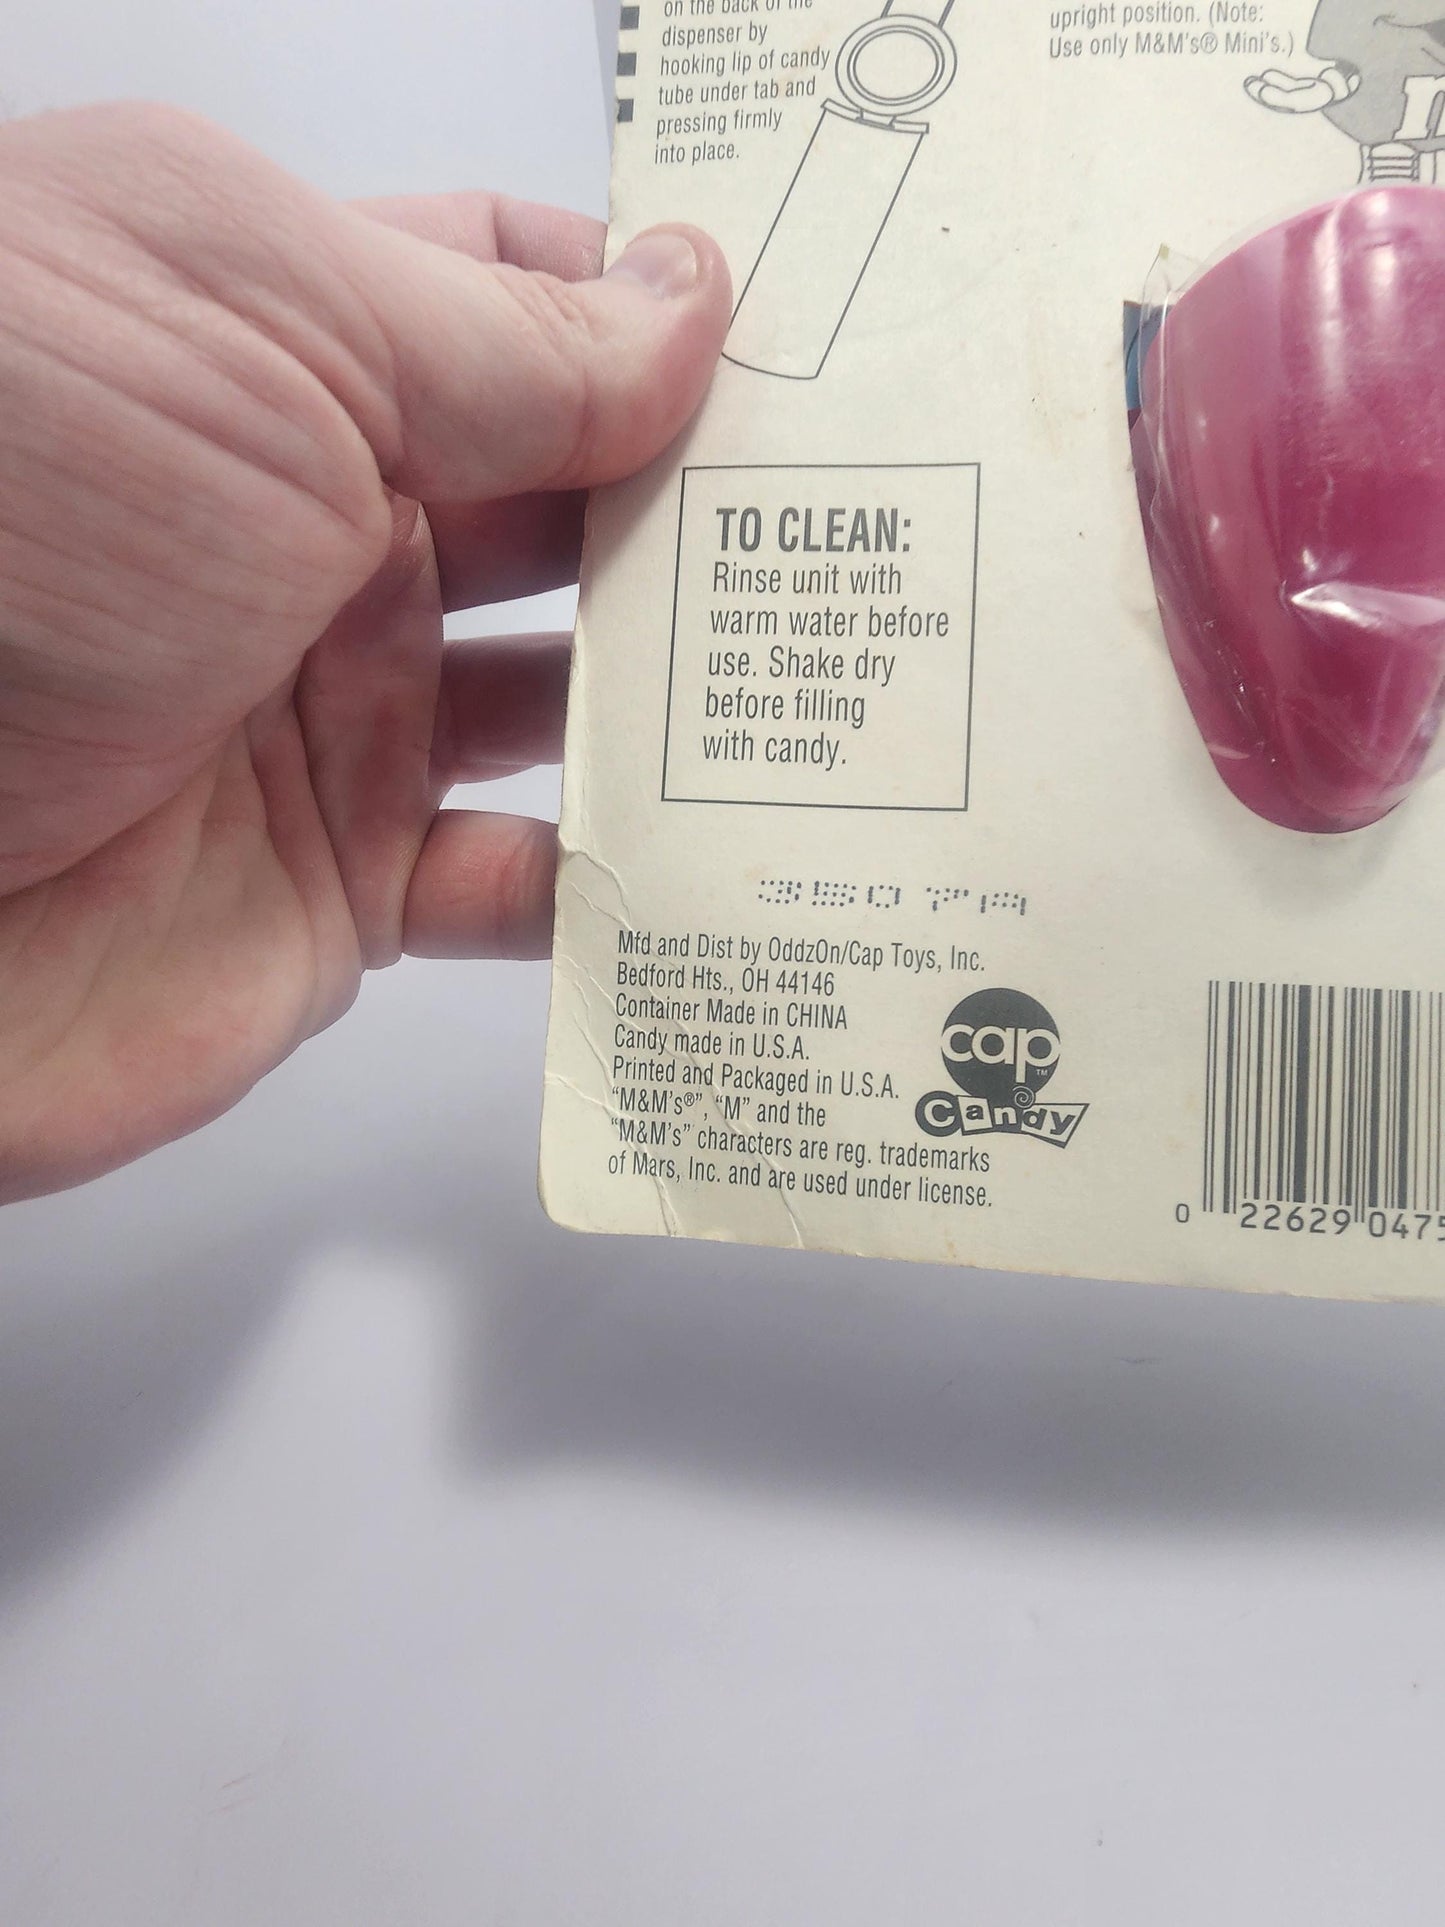 on the back of the
dispenser by
hooking lip of candy
tube under tab and
pressing firmly
into place.
upright position. (Note:
Use only M&M's® Mini's.)
m
TO CLEAN:
Rinse unit with
warm water before
use. Shake dry
before filling
with candy.
Mfd and Dist by OddzOn/Cap Toys, Inc.
Bedford Hts., OH 44146
Container Made in CHINA
Candy made in U.S.A.
Printed and Packaged in U.S.A.
“M&M's®”, “M” and the
“M&M's” characters are reg. trademarks
of Mars, Inc. and are used under license.
cap™
Candy
0 22629 0475